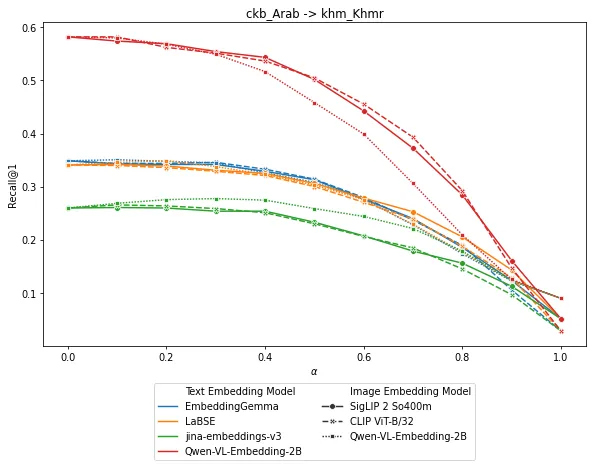 ckb_Arab -> khm_Khmr
Recall@1
0.6
0.5
0.4
0.3
0.2
0.1
0.0 0.2 0.4 0.6 0.8 1.0
α
Text Embedding Model
EmbeddingGemma
LaBSE
jina-embeddings-v3
Qwen-VL-Embedding-2B
Image Embedding Model
SigLIP 2 So400m
CLIP ViT-B/32
Qwen-VL-Embedding-2B